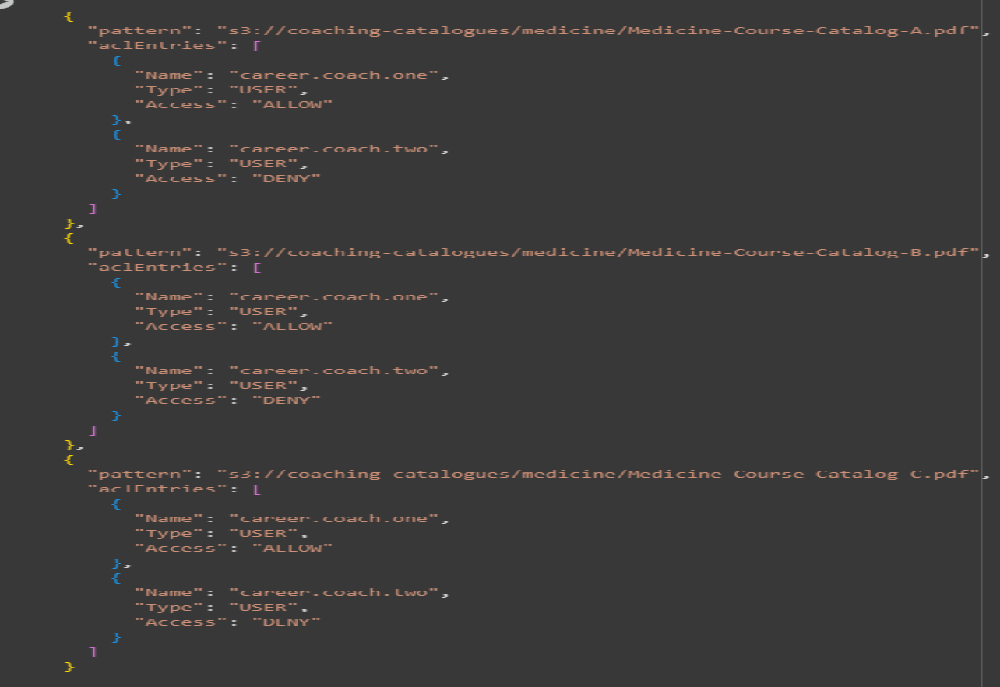 {
"pattern": "s3://coaching-catalogues/medicine/Medicine-Course-Catalog-A.pdf",
"aclEntries": [
{
"Name": "career.coach.one",
"Type": "USER",
"Access": "ALLOW"
},
{
"Name": "career.coach.two",
"Type": "USER",
"Access": "DENY"
}
]
},
{
"pattern": "s3://coaching-catalogues/medicine/Medicine-Course-Catalog-B.pdf",
"aclEntries": [
{
"Name": "career.coach.one",
"Type": "USER",
"Access": "ALLOW"
},
{
"Name": "career.coach.two",
"Type": "USER",
"Access": "DENY"
}
]
},
{
"pattern": "s3://coaching-catalogues/medicine/Medicine-Course-Catalog-C.pdf",
"aclEntries": [
{
"Name": "career.coach.one",
"Type": "USER",
"Access": "ALLOW"
},
{
"Name": "career.coach.two",
"Type": "USER",
"Access": "DENY"
}
]
}